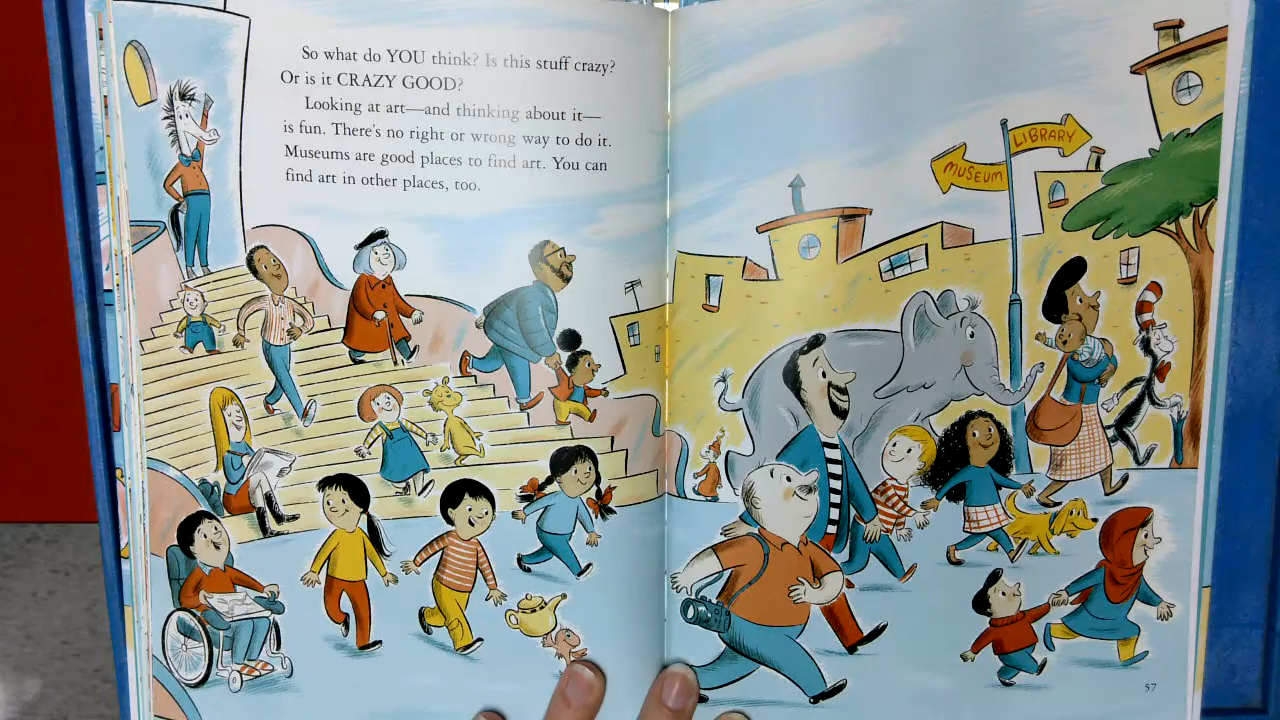 So what do YOU think? Is this stuff crazy?
Or is it CRAZY GOOD?
Looking at art—and thinking about it—
is fun. There's no right or wrong way to do it.
Museums are good places to find art. You can
find art in other places, too.
LIBRARY
MUSEUM
57